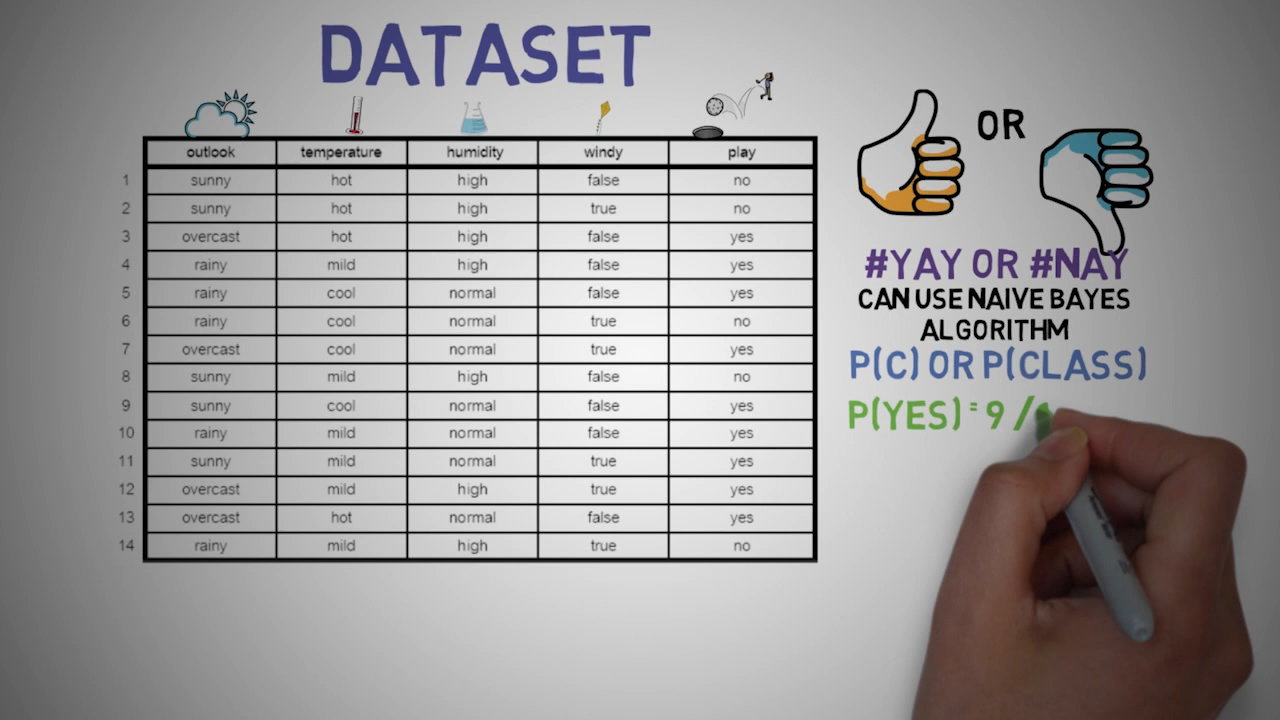 DATASET
outlook temperature humidity windy play
1 sunny hot high false no
2 sunny hot high true no
3 overcast hot high false yes
4 rainy mild high false yes
5 rainy cool normal false yes
6 rainy cool normal true no
7 overcast cool normal true yes
8 sunny mild high false no
9 sunny cool normal false yes
10 rainy mild normal false yes
11 sunny mild normal true yes
12 overcast mild high true yes
13 overcast hot normal false yes
14 rainy mild high true no
OR
#YAY OR #NAY
CAN USE NAIVE BAYES
ALGORITHM
P(C) OR P(CLASS)
P(YES) = 9 /